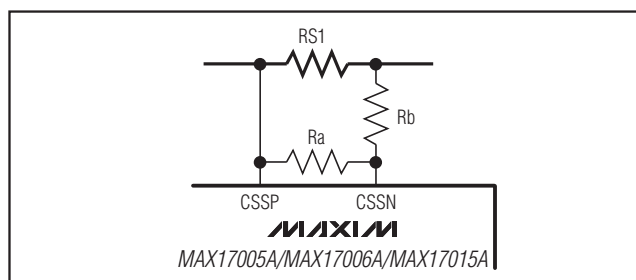 RS1
Rb
Ra
CSSP CSSN
MAXIM
MAX17005A/MAX17006A/MAX17015A